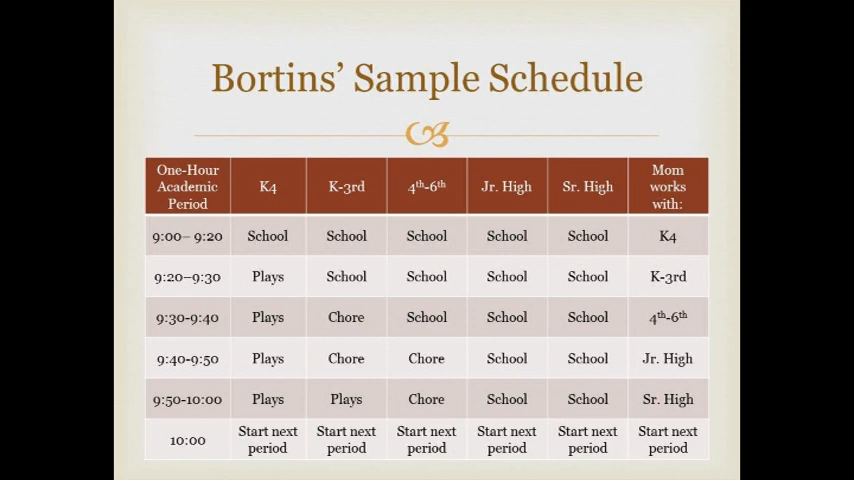 Bortins’ Sample Schedule
One-Hour Academic Period K4 K-3rd 4th-6th Jr. High Sr. High Mom works with:
9:00– 9:20 School School School School School K4
9:20–9:30 Plays School School School School K-3rd
9:30-9:40 Plays Chore School School School 4th-6th
9:40-9:50 Plays Chore Chore School School Jr. High
9:50-10:00 Plays Plays Chore School School Sr. High
10:00 Start next period Start next period Start next period Start next period Start next period Start next period